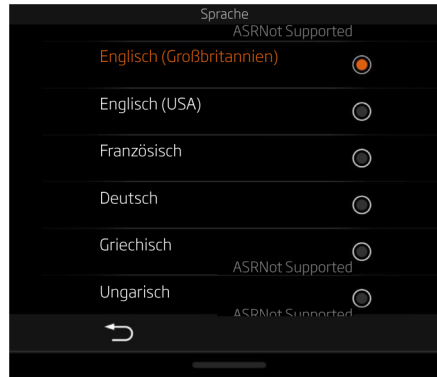 Sprache
ASRNot Supported
Englisch (Großbritannien)
Englisch (USA)
Französisch
Deutsch
Griechisch
ASRNot Supported
Ungarisch
ASRNot Supported